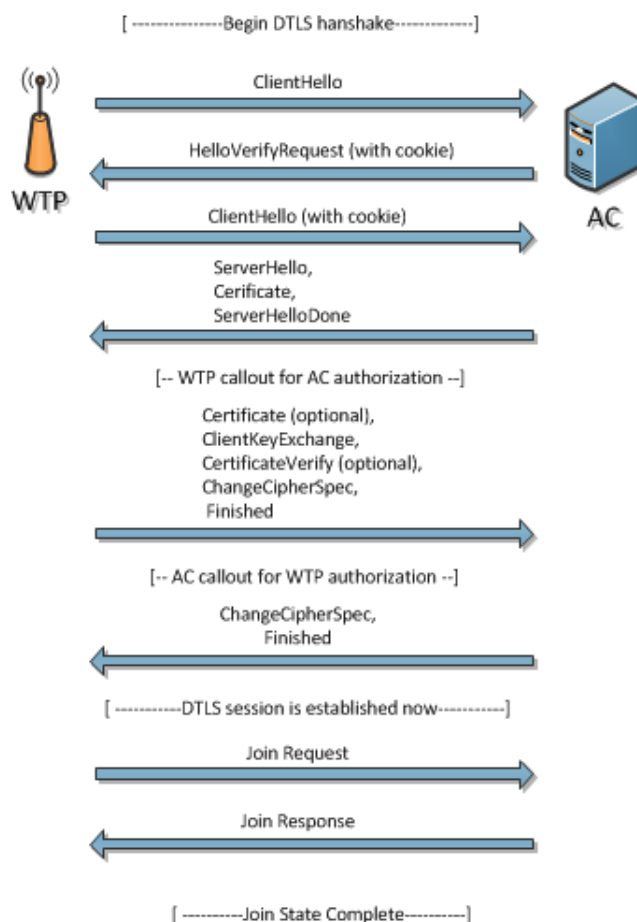 [ ----------------Begin DTLS hanshake-------------]
ClientHello
HelloVerifyRequest (with cookie)
WTP
AC
ClientHello (with cookie)
ServerHello,
Cerificate,
ServerHelloDone
[-- WTP callout for AC authorization --]
Certificate (optional),
ClientKeyExchange,
CertificateVerify (optional),
ChangeCipherSpec,
Finished
[-- AC callout for WTP authorization --]
ChangeCipherSpec,
Finished
[ -----------DTLS session is established now-----------]
Join Request
Join Response
[ ----------Join State Complete----------]